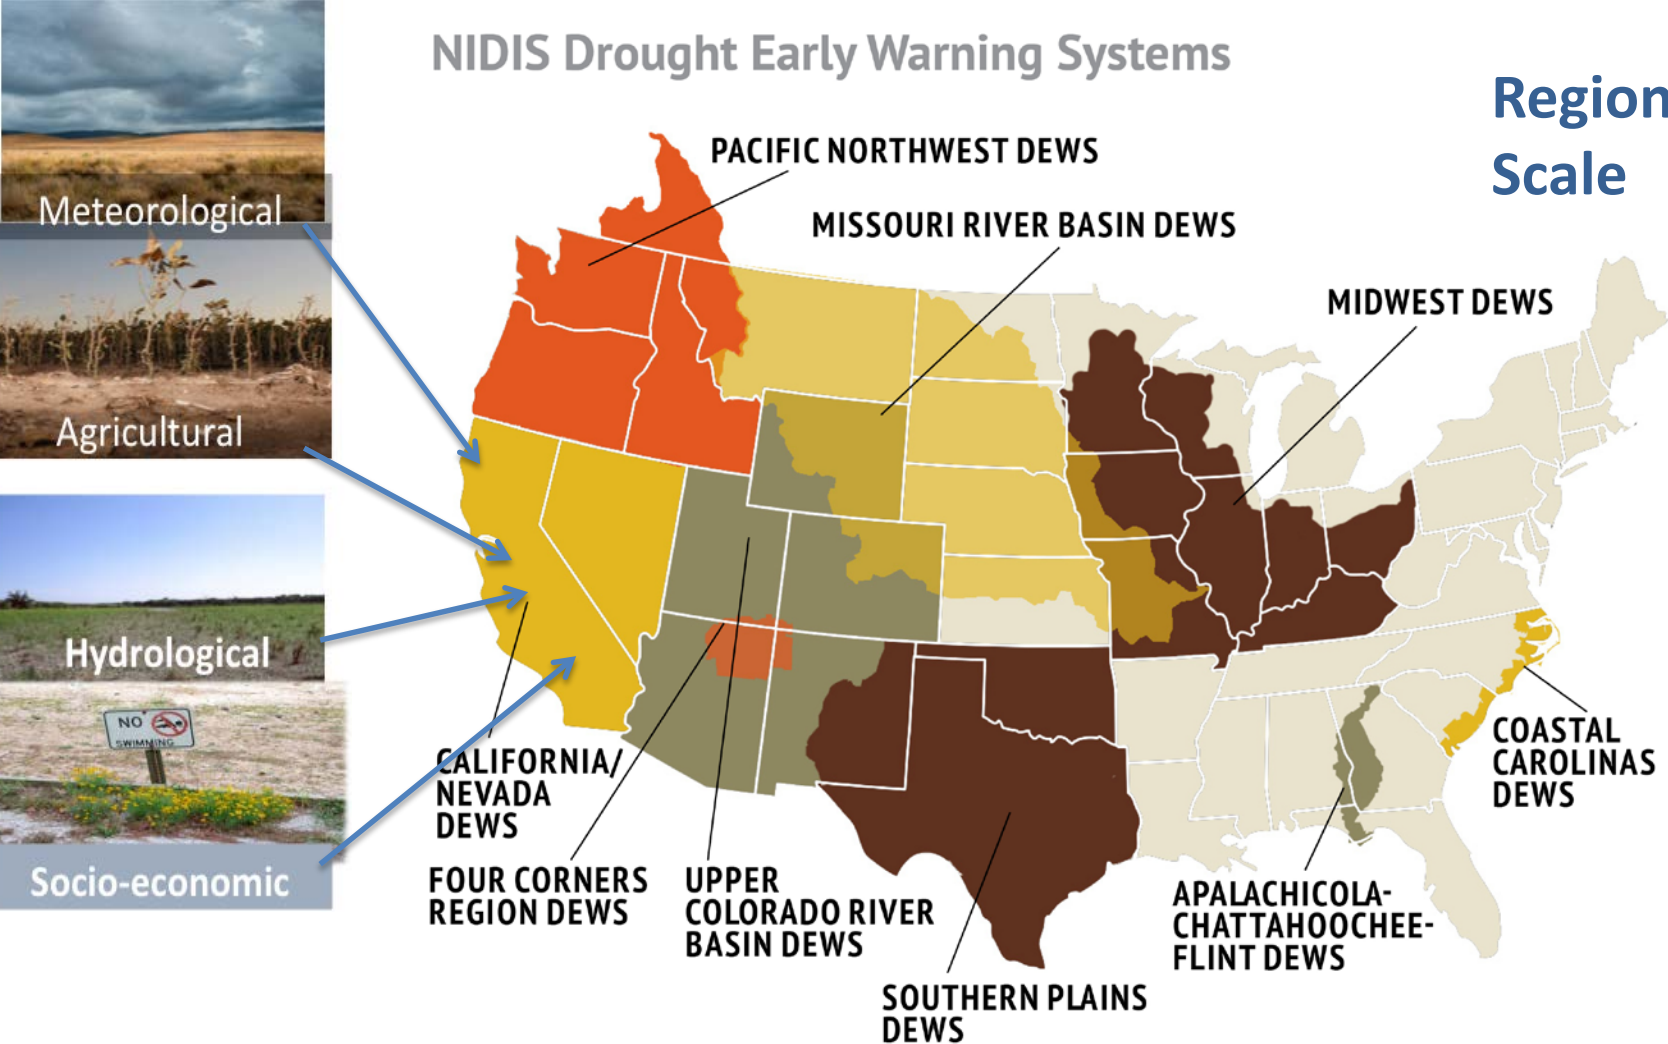 NIDIS Drought Early Warning Systems
Region
Scale
Meteorological
Agricultural
Hydrological
NO
SWIMMING
Socio-economic
PACIFIC NORTHWEST DEWS
MISSOURI RIVER BASIN DEWS
MIDWEST DEWS
CALIFORNIA/
NEVADA
DEWS
FOUR CORNERS
REGION DEWS
UPPER
COLORADO RIVER
BASIN DEWS
SOUTHERN PLAINS
DEWS
APALACHICOLA-
CHATTAHOOCHEE-
FLINT DEWS
COASTAL
CAROLINAS
DEWS